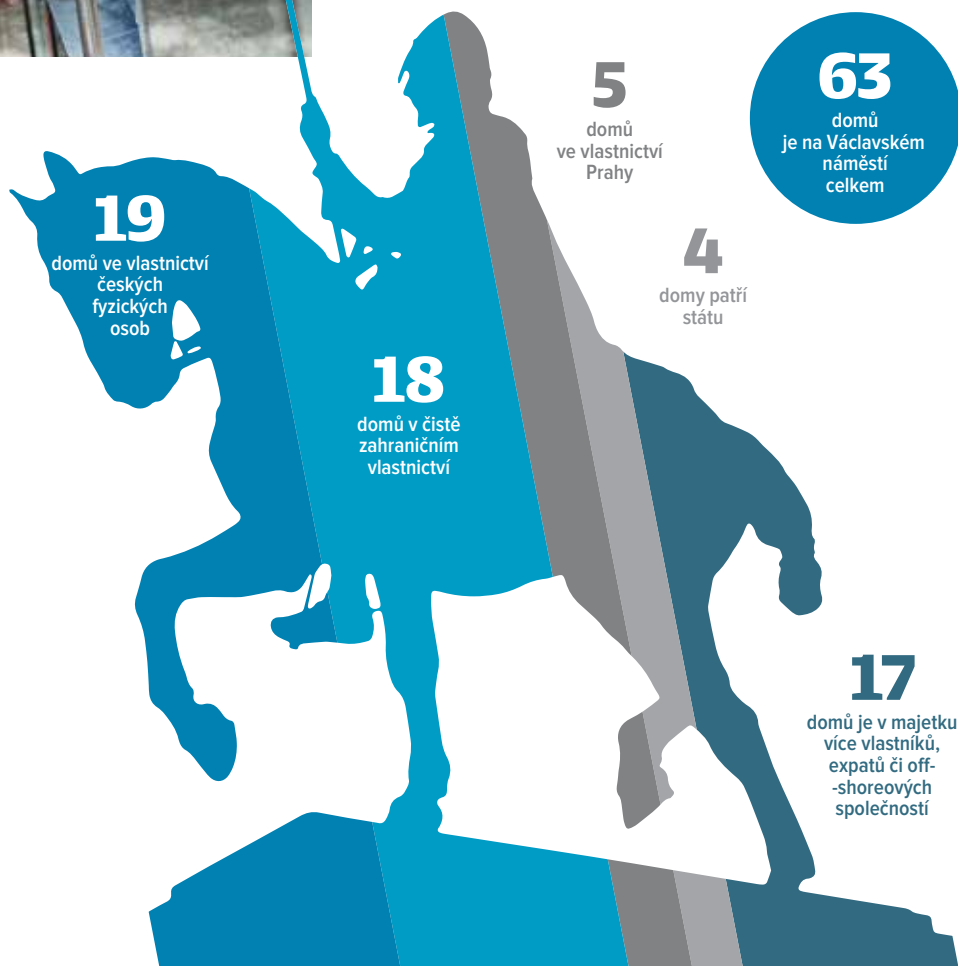 5
domů
ve vlastnictví
Prahy
63
domů
je na Václavském
náměstí
celkem
19
domů ve vlastnictví
českých
fyzických
osob
4
domy patří
státu
18
domů v čistě
zahraničním
vlastnictví
17
domů je v majetku
více vlastníků,
expatů či off-
-shoreových
společností